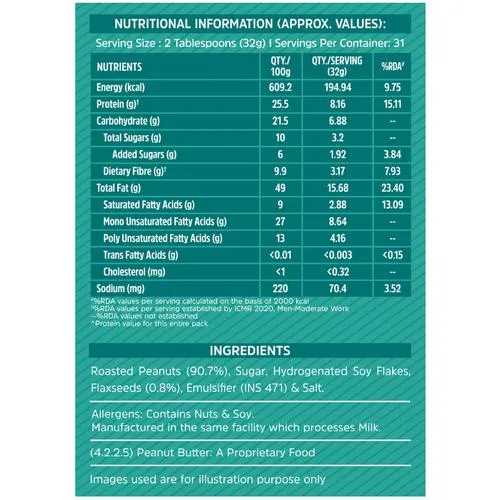 NUTRITIONAL INFORMATION (APPROX. VALUES):
Serving Size : 2 Tablespoons (32g) I Servings Per Container: 31
NUTRIENTS QTY./100g QTY./SERVING (32g) %RDA#
Energy (kcal) 609.2 194.94 9.75
Protein (g)† 25.5 8.16 15.11
Carbohydrate (g) 21.5 6.88 --
Total Sugars (g) 10 3.2 --
Added Sugars (g) 6 1.92 3.84
Dietary Fibre (g)† 9.9 3.17 7.93
Total Fat (g) 49 15.68 23.40
Saturated Fatty Acids (g) 9 2.88 13.09
Mono Unsaturated Fatty Acids (g) 27 8.64 --
Poly Unsaturated Fatty Acids (g) 13 4.16 --
Trans Fatty Acids (g) <0.01 <0.003 <0.15
Cholesterol (mg) <1 <0.32 --
Sodium (mg) 220 70.4 3.52
#%RDA values per serving calculated on the basis of 2000 kcal
†%RDA values per serving established by ICMR 2020, Men-Moderate Work
--%RDA values not established
^Protein value for this entire pack
INGREDIENTS
Roasted Peanuts (90.7%), Sugar, Hydrogenated Soy Flakes,
Flaxseeds (0.8%), Emulsifier (INS 471) & Salt.
Allergens: Contains Nuts & Soy.
Manufactured in the same facility which processes Milk.
(4.2.2.5) Peanut Butter: A Proprietary Food
Images used are for illustration purpose only